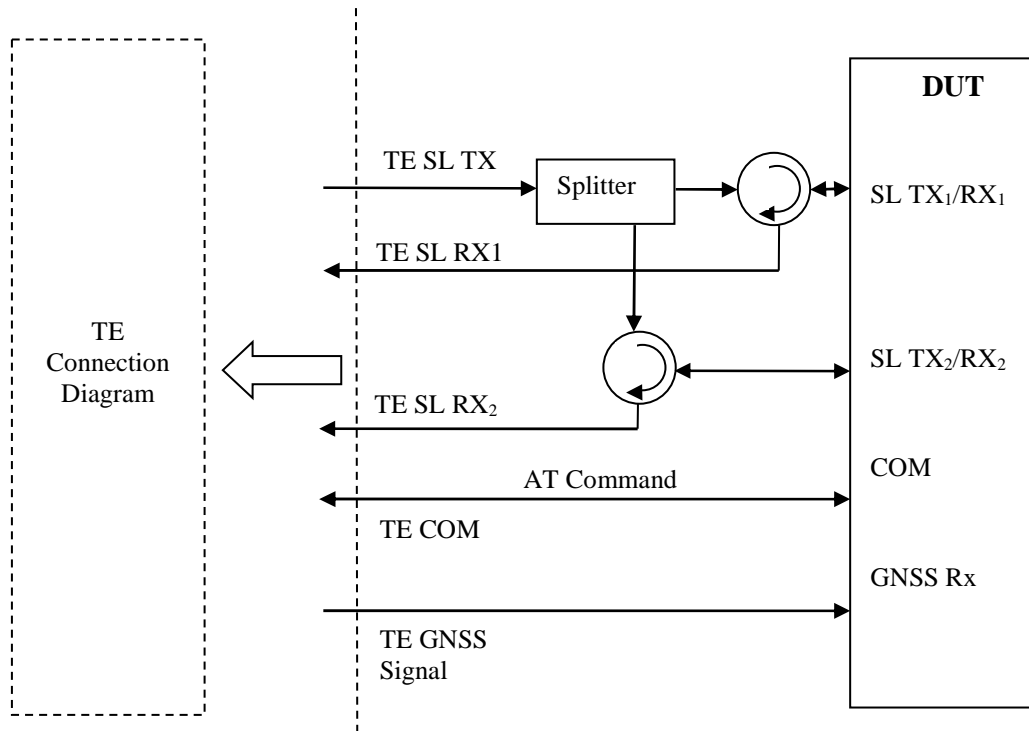 DUT
TE SL TX
Splitter
SL TX₁/RX₁
TE SL RX1
TE
Connection
Diagram
SL TX₂/RX₂
TE SL RX₂
COM
AT Command
TE COM
GNSS Rx
TE GNSS
Signal